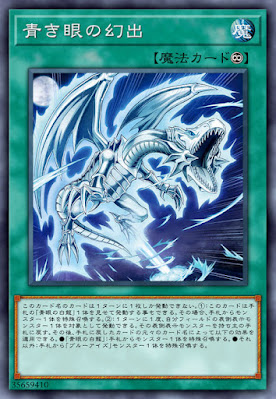 青き眼の幻出
魔
【魔法カード】
このカード名のカードは1ターンに1枚しか発動できない。①:このカードは手
札の「青眼の白龍」1体を見せて発動する事もできる。その場合、手札からモン
スター1体を特殊召喚する。②:1ターンに1度、自分フィールドの表側表示
モンスター1体を対象として発動できる。その表側表示モンスターを持ち主の手
札に戻す。その後、手札に戻したカードの元々のカード名によって以下の効果を
適用できる。●「青眼の白龍」:手札からモンスター1体を特殊召喚する。●それ
以外:手札から「ブルーアイズ」モンスター1体を特殊召喚する。
35659410